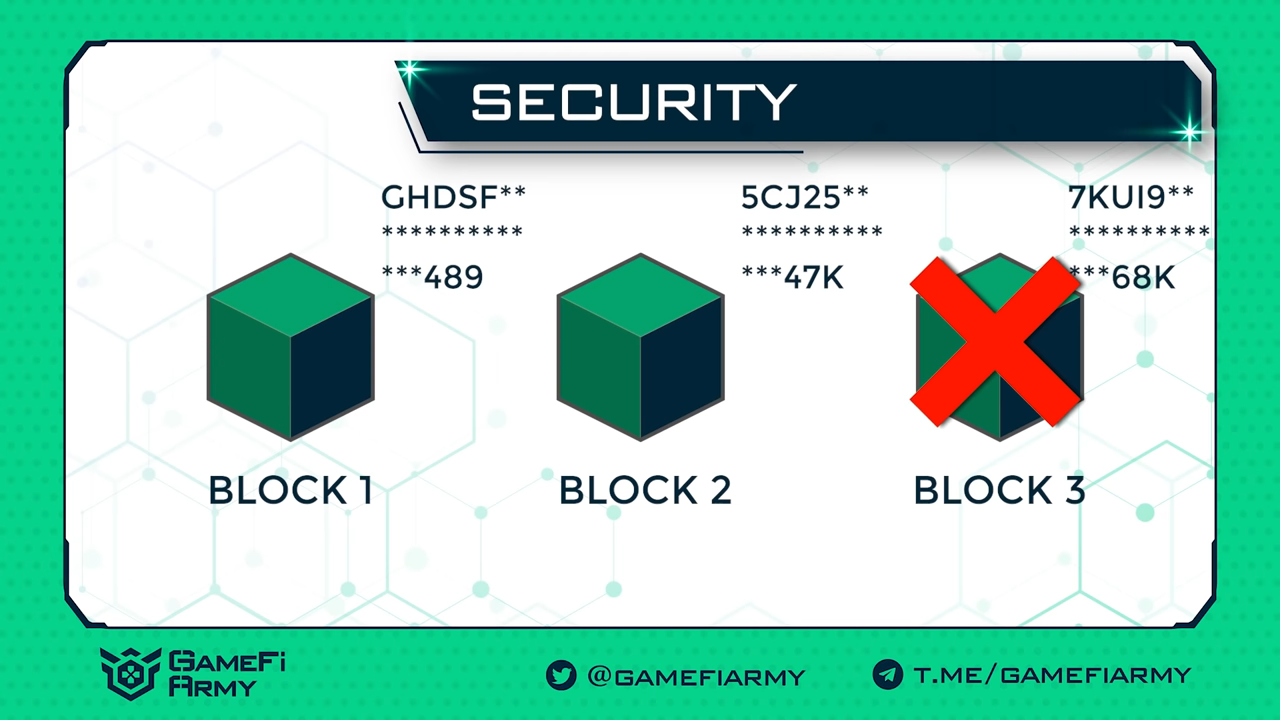 SECURITY
GHDSF**
**********
***489
5CJ25**
**********
***47K
7KUI9**
**********
***68K
BLOCK 1
BLOCK 2
BLOCK 3
GAMEFI
ARMY
@GAMEFIARMY
T.ME/GAMEFIARMY